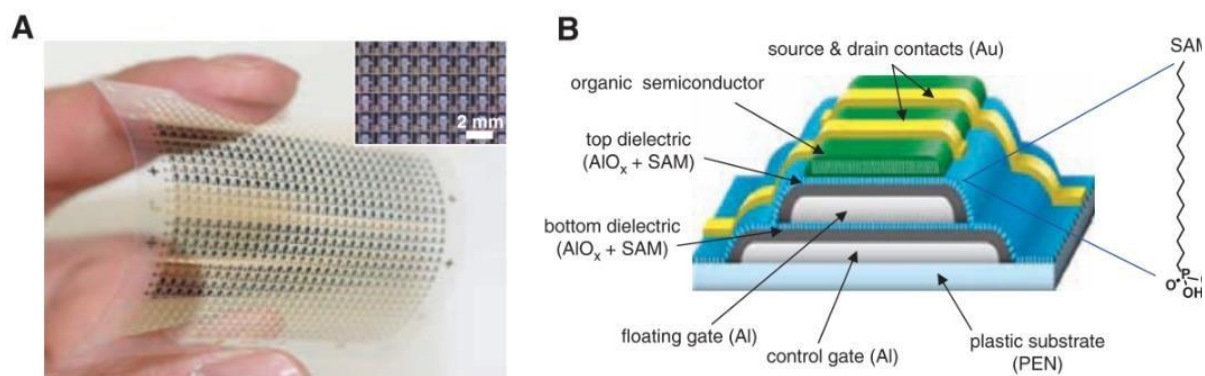 A
2 mm
B
source & drain contacts (Au)
organic semiconductor
top dielectric
(AlOx + SAM)
bottom dielectric
(AlOx + SAM)
floating gate (Al)
control gate (Al)
plastic substrate
(PEN)
SAM
O
P
OH